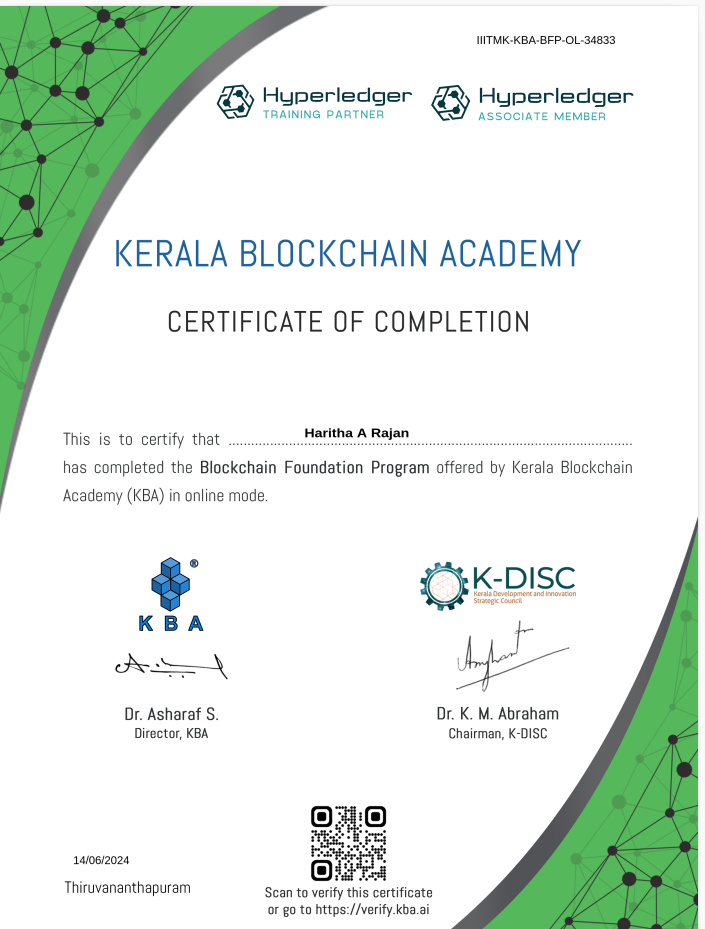 IIITMK-KBA-BFP-OL-34833
Hyperledger
TRAINING PARTNER
Hyperledger
ASSOCIATE MEMBER
KERALA BLOCKCHAIN ACADEMY
CERTIFICATE OF COMPLETION
This is to certify that Haritha A Rajan
has completed the Blockchain Foundation Program offered by Kerala Blockchain
Academy (KBA) in online mode.
®
KBA
K-DISC
Kerala Development and Innovation
Strategic Council
Dr. Asharaf S.
Director, KBA
Dr. K. M. Abraham
Chairman, K-DISC
14/06/2024
Thiruvananthapuram
Scan to verify this certificate
or go to https://verify.kba.ai